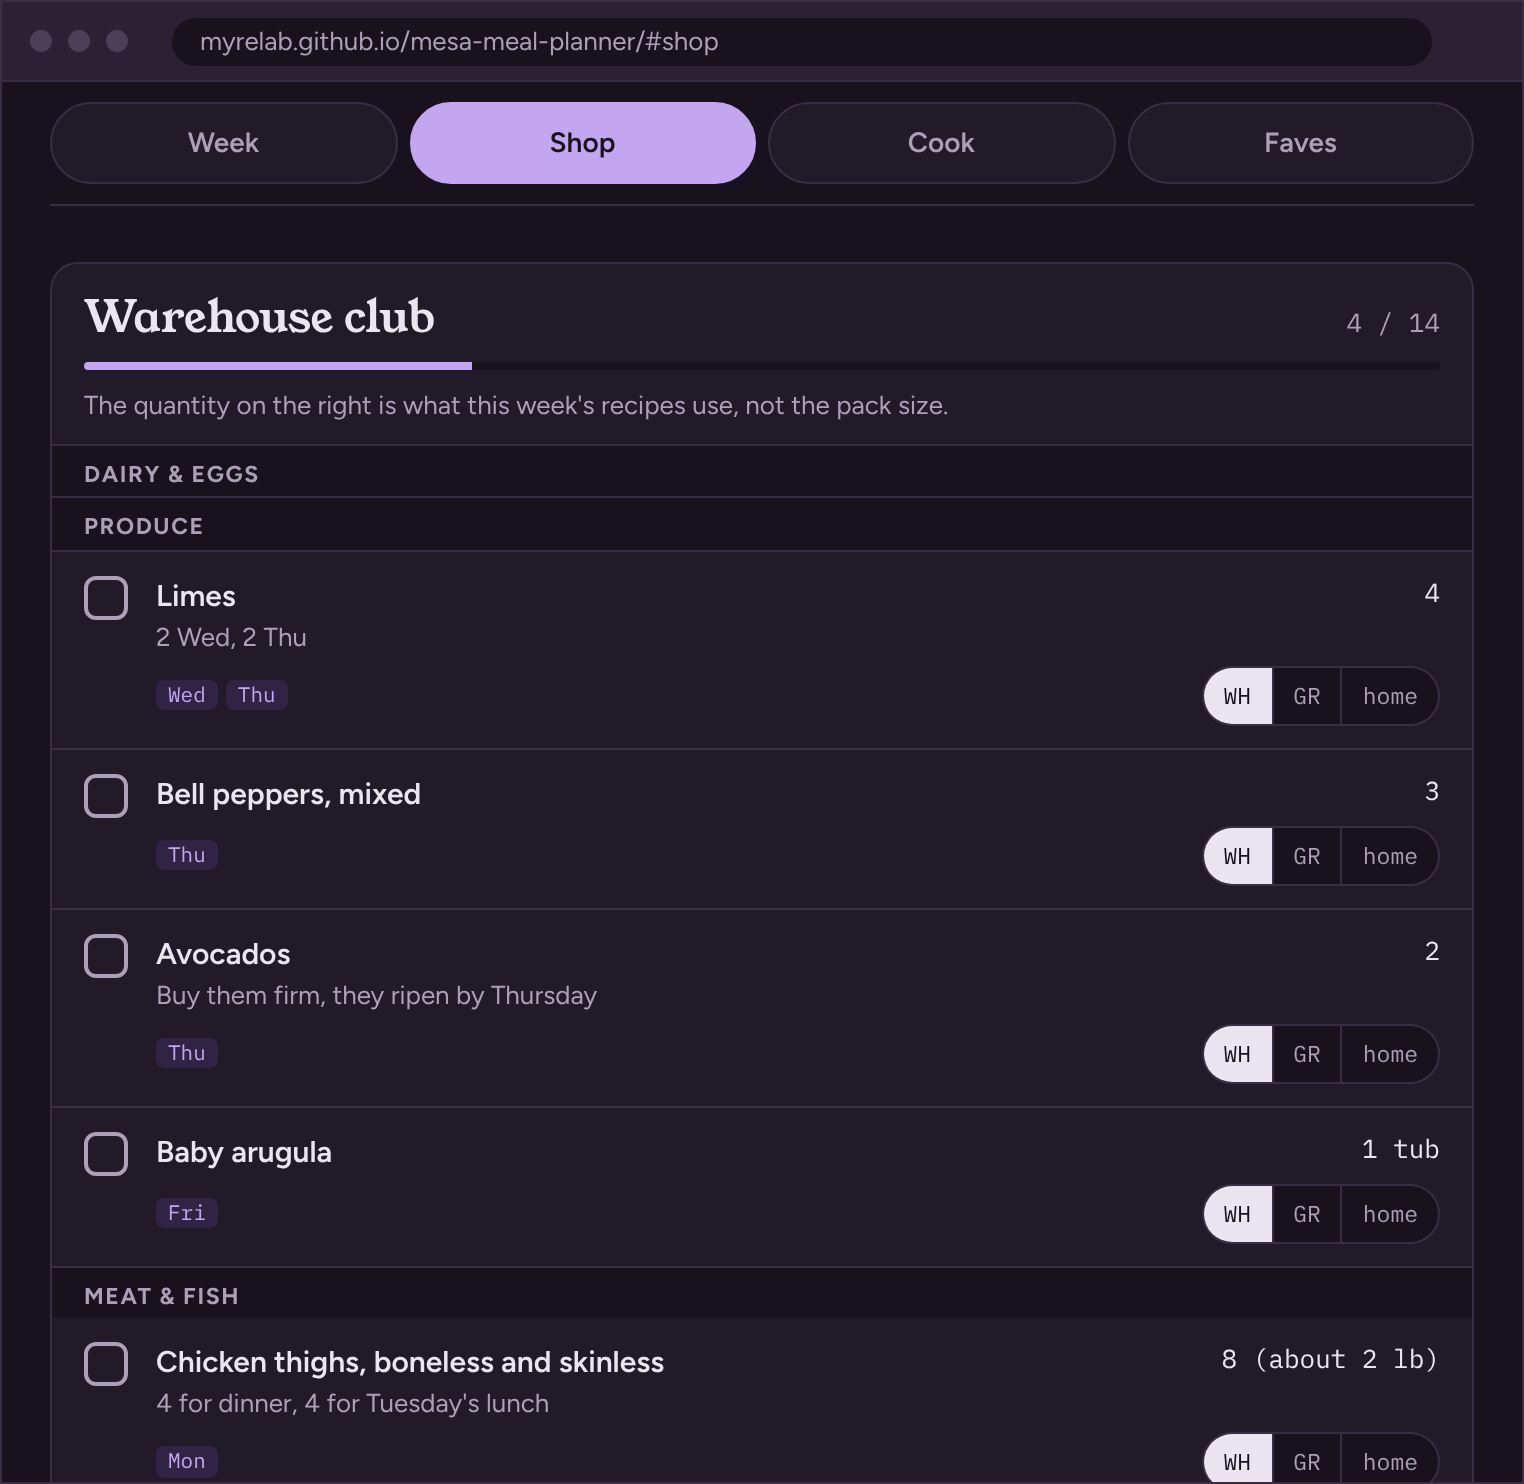 myrelab.github.io/mesa-meal-planner/#shop
Week Shop Cook Faves
Warehouse club 4 / 14
The quantity on the right is what this week's recipes use, not the pack size.
DAIRY & EGGS
PRODUCE
Limes 4
2 Wed, 2 Thu
Wed Thu WH GR home
Bell peppers, mixed 3
Thu WH GR home
Avocados 2
Buy them firm, they ripen by Thursday
Thu WH GR home
Baby arugula 1 tub
Fri WH GR home
MEAT & FISH
Chicken thighs, boneless and skinless 8 (about 2 lb)
4 for dinner, 4 for Tuesday's lunch
Mon WH GR home